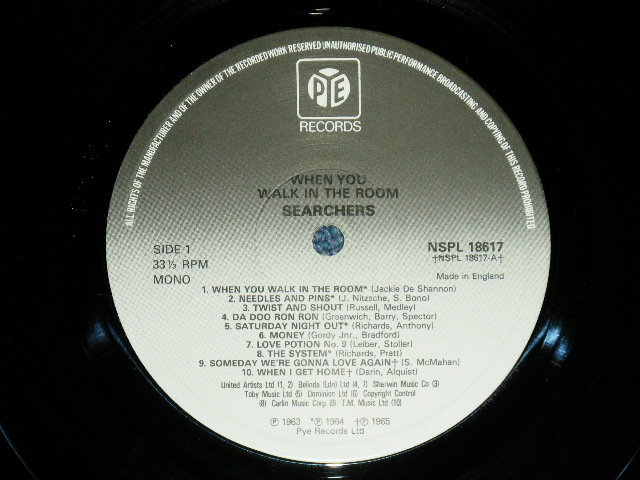 ALL RIGHTS OF THE MANUFACTURER AND OF THE OWNER OF THE RECORDED WORK RESERVED UNAUTHORISED PUBLIC PERFORMANCE BROADCASTING AND COPYING OF THIS RECORD PROHIBITED
PYE
RECORDS
WHEN YOU
WALK IN THE ROOM
SEARCHERS
SIDE 1
33⅓ RPM
MONO
NSPL 18617
†NSPL 18617-A†
Made in England
1. WHEN YOU WALK IN THE ROOM* (Jackie De Shannon)
2. NEEDLES AND PINS* (J. Nitzsche, S. Bono)
3. TWIST AND SHOUT (Russell, Medley)
4. DA DOO RON RON (Greenwich, Barry, Spector)
5. SATURDAY NIGHT OUT* (Richards, Anthony)
6. MONEY (Gordy Jnr., Bradford)
7. LOVE POTION No. 9 (Leiber, Stoller)
8. THE SYSTEM* (Richards, Pratt)
9. SOMEDAY WE'RE GONNA LOVE AGAIN† (S. McMahan)
10. WHEN I GET HOME† (Darin, Alquist)
United Artists Ltd (1, 2) Belinda (Ldn) Ltd (4, 7) Sherwin Music Co (3)
Toby Music Ltd (5) Dominion Ltd (6) Copyright Control
(8) Carlin Music Corp (9) T.M. Music Ltd (10)
℗ 1963 *℗ 1964 †℗ 1965
Pye Records Ltd